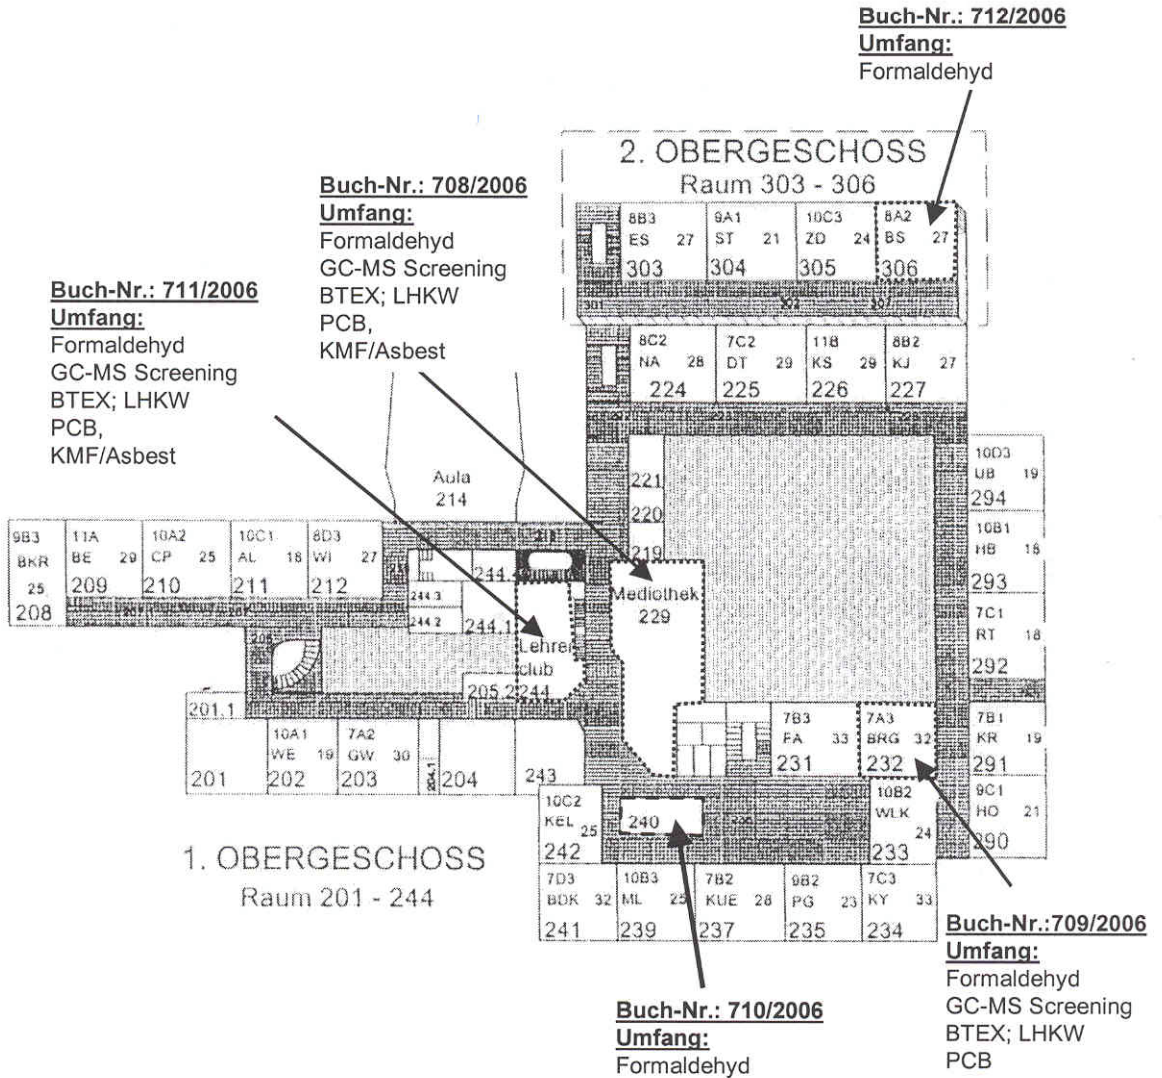 Buch-Nr.: 712/2006
Umfang:
Formaldehyd
2. OBERGESCHOSS
Raum 303 - 306
8B3
ES 27
303
9A1
ST 21
304
10C3
ZD 24
305
8A2
BS 27
306
301
302
307
Buch-Nr.: 708/2006
Umfang:
Formaldehyd
GC-MS Screening
BTEX; LHKW
PCB,
KMF/Asbest
Buch-Nr.: 711/2006
Umfang:
Formaldehyd
GC-MS Screening
BTEX; LHKW
PCB,
KMF/Asbest
8C2
NA 28
224
7C2
DT 29
225
11B
KS 29
226
8B2
KJ 27
227
Aula
214
221
220
219
10D3
UB 19
294
10B1
HB 18
293
7C1
RT 18
292
7B1
KR 19
291
9C1
HO 21
290
9B3
BKR
25
208
11A
BE 29
209
10A2
CP 25
210
10C1
AL 18
211
8D3
WI 27
212
244.3
244.2
244.1
Lehrer
club
244
205.2
Mediothek
229
201.1
201
10A1
WE 19
202
7A2
GW 30
203
204.1
204
243
7B3
FA 33
231
7A3
BRG 32
232
10B2
WLK
24
233
10C2
KEL 25
242
240
7D3
BDK 32
241
10B3
ML 25
239
7B2
KUE 28
237
9B2
PG 23
235
7C3
KY 33
234
1. OBERGESCHOSS
Raum 201 - 244
Buch-Nr.:709/2006
Umfang:
Formaldehyd
GC-MS Screening
BTEX; LHKW
PCB
Buch-Nr.: 710/2006
Umfang:
Formaldehyd